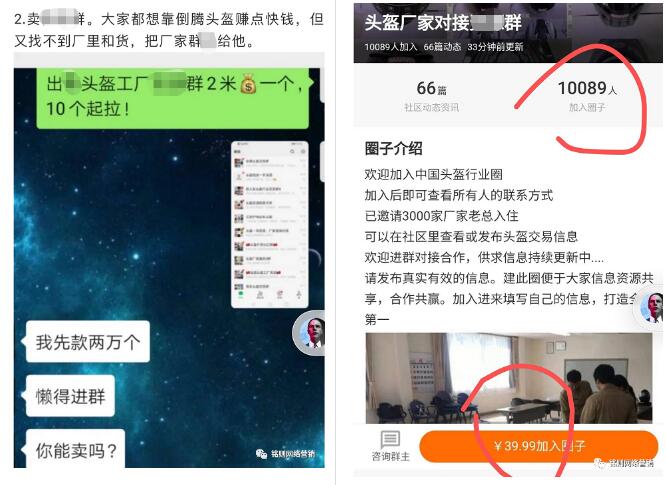 2.卖群。大家都想靠倒腾头盔赚点快钱，但
又找不到厂里和货，把厂家群给他。
出头盔工厂群2米💰一个，
10个起拉！
我先款两万个
懒得进群
你能卖吗？
铭则网络营销
头盔厂家对接群
10089人加入 66篇动态 33分钟前更新
66篇
社区动态资讯
10089人
加入圈子
圈子介绍
欢迎加入中国头盔行业圈
加入后即可查看所有人的联系方式
已邀请3000家厂家老总入住
可以在社区里查看或发布头盔交易信息
欢迎进群对接合作，供求信息持续更新中....
请发布真实有效的信息。建此圈便于大家信息资源共
享，合作共赢。加入进来填写自己的信息，打造全
第一
咨询群主
￥39.99加入圈子
铭则网络营销